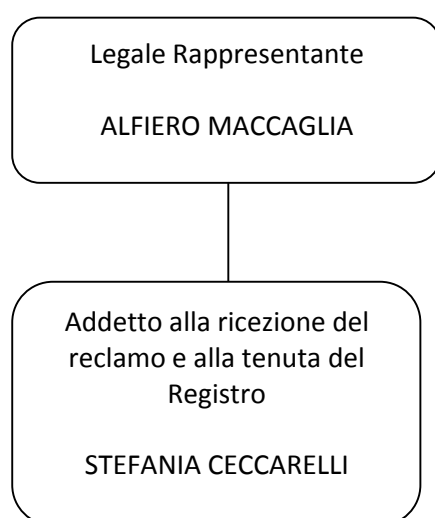 Legale Rappresentante
ALFIERO MACCAGLIA
Addetto alla ricezione del
reclamo e alla tenuta del
Registro
STEFANIA CECCARELLI